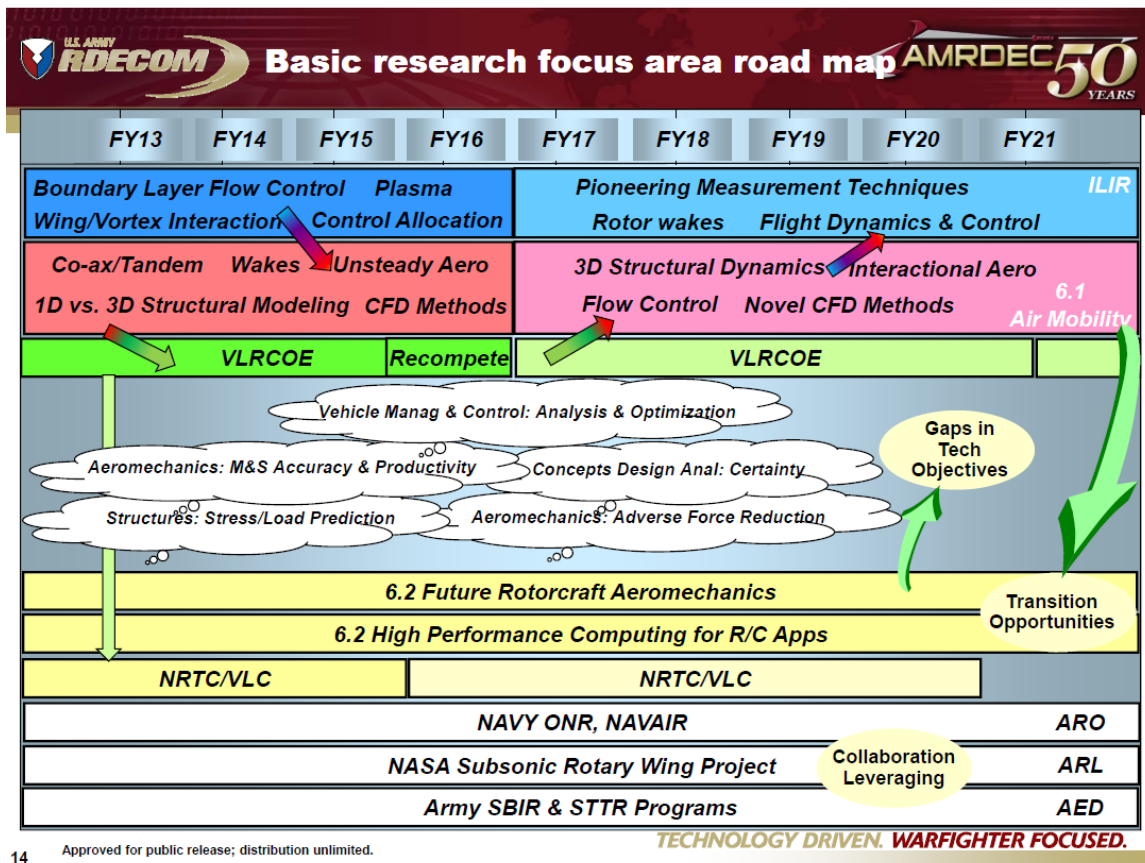 U.S. ARMY
RDECOM
Basic research focus area road map
AMRDEC 50
YEARS
FY13 FY14 FY15 FY16 FY17 FY18 FY19 FY20 FY21
Boundary Layer Flow Control Plasma
Wing/Vortex Interaction Control Allocation
Pioneering Measurement Techniques ILIR
Rotor wakes Flight Dynamics & Control
Co-ax/Tandem Wakes Unsteady Aero
1D vs. 3D Structural Modeling CFD Methods
3D Structural Dynamics Interactional Aero
Flow Control Novel CFD Methods
6.1
Air Mobility
VLRCOE Recompete VLRCOE
Vehicle Manag & Control: Analysis & Optimization
Aeromechanics: M&S Accuracy & Productivity
Concepts Design Anal: Certainty
Structures: Stress/Load Prediction
Aeromechanics: Adverse Force Reduction
Gaps in
Tech
Objectives
6.2 Future Rotorcraft Aeromechanics
6.2 High Performance Computing for R/C Apps
Transition
Opportunities
NRTC/VLC NRTC/VLC
NAVY ONR, NAVAIR ARO
NASA Subsonic Rotary Wing Project ARL
Collaboration
Leveraging
Army SBIR & STTR Programs AED
TECHNOLOGY DRIVEN. WARFIGHTER FOCUSED.
14 Approved for public release; distribution unlimited.